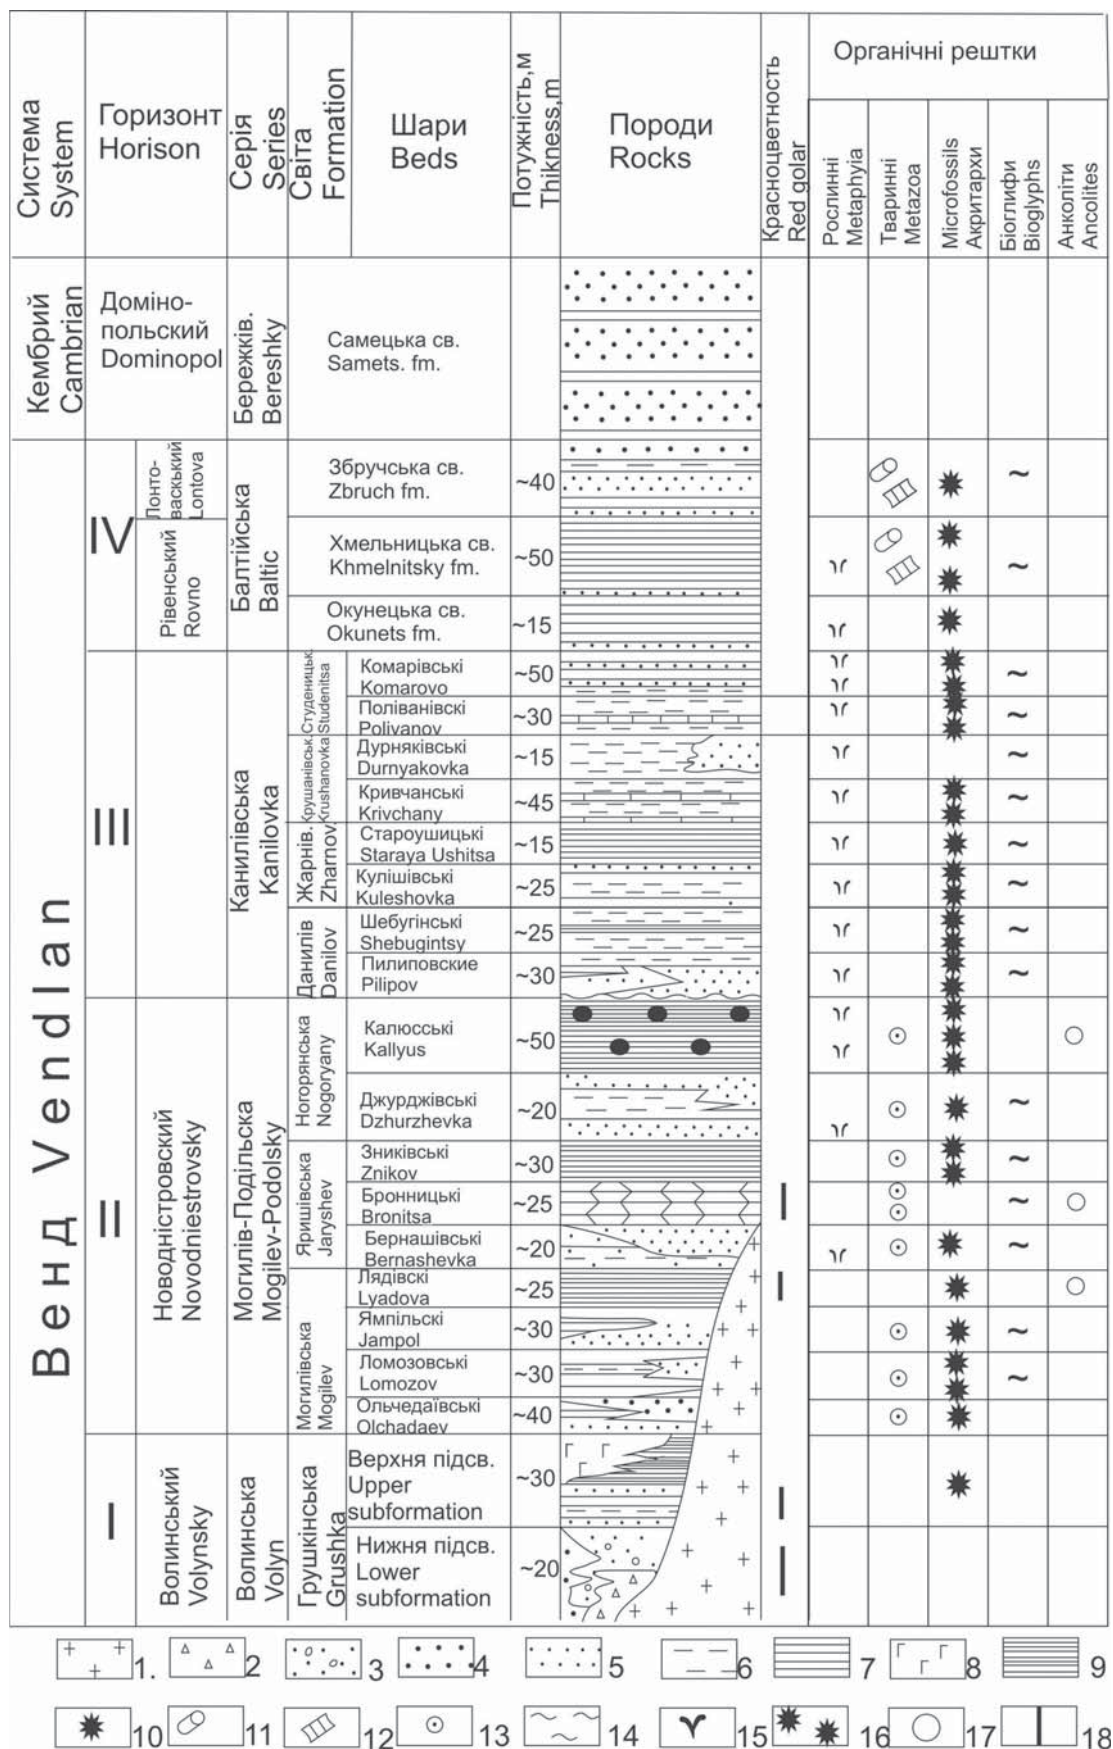 Система
System
Горизонт
Horison
Серія
Series
Світа
Formation
Шари
Beds
Потужність,м
Thikness,m
Породи
Rocks
Красноцветность
Red golar
Органічні рештки
Рослинні
Metaphyia
Тваринні
Metazoa
Microfossils
Акритархи
Біоглифи
Bioglyphs
Анколіти
Ancolites
Кембрий
Cambrian
Доміно-
польский
Dominopol
Бережків.
Bereshky
Самецька св.
Samets. fm.
Венд Vendian
IV
Лонто-
васкький
Lontova
Рівенський
Rovno
Балтійська
Baltic
Збручська св.
Zbruch fm.
~40
~
Хмельницька св.
Khmelnitsky fm.
~50
~
Окунецька св.
Okunets fm.
~15
III
Канилівська
Kanilovka
Студеницьк.
Studenitsa
Комарівські
Komarovo
~50
~
Поліванівскі
Polivanov
~30
~
Крушанівськ.
Krushanovka
Дурняківські
Durnyakovka
~15
~
Кривчанські
Krivchany
~45
~
Жарнів.
Zharnov
Староушицькі
Staraya Ushitsa
~15
~
Кулішівські
Kuleshovka
~25
~
Данилів
Danilov
Шебугінські
Shebugintsy
~25
~
Пилиповские
Pilipov
~30
~
II
Новодністровский
Novodniestrovsky
Могилів-Подільска
Mogilev-Podolsky
Ногорянська
Nogoryany
Калюсські
Kallyus
~50
Джурджівські
Dzhurzhevka
~20
~
Яришівська
Jaryshev
Зниківські
Znikov
~30
~
Бронницькі
Bronitsa
~25
~
Бернашівські
Bernashevka
~20
~
Могилівська
Mogilev
Лядівскі
Lyadova
~25
Ямпільскі
Jampol
~30
~
Ломозовські
Lomozov
~30
~
Ольчедаївські
Olchadaev
~40
I
Волинський
Volynsky
Волинська
Volyn
Грушкінська
Grushka
Верхня підсв.
Upper
subformation
~30
Нижня підсв.
Lower
subformation
~20
1. 2 3 4 5 6 7 8 9
10 11 12 13 14 15 16 17 18